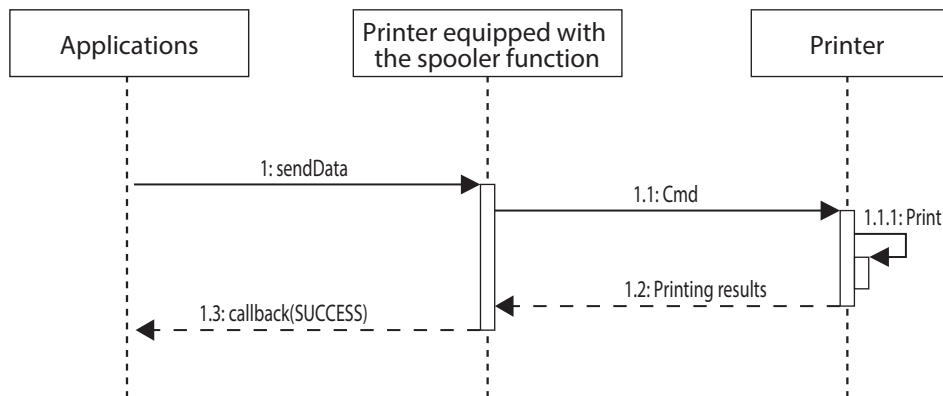 Applications
Printer equipped with
the spooler function
Printer
1: sendData
1.1: Cmd
1.1.1: Print
1.2: Printing results
1.3: callback(SUCCESS)